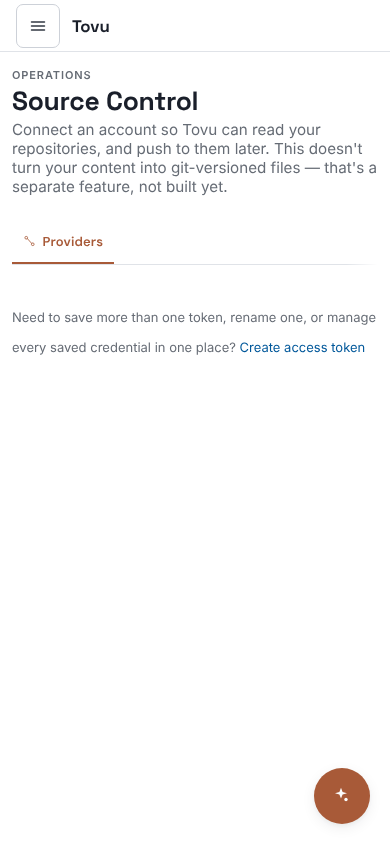 Tovu
OPERATIONS
Source Control
Connect an account so Tovu can read your
repositories, and push to them later. This doesn't
turn your content into git-versioned files — that's a
separate feature, not built yet.
Providers
Need to save more than one token, rename one, or manage
every saved credential in one place? Create access token